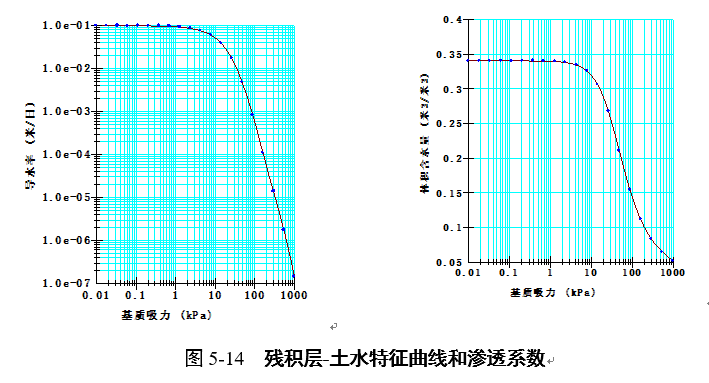 1.0e-01
1.0e-02
1.0e-03
1.0e-04
1.0e-05
1.0e-06
1.0e-07
导水率 (米/日)
0.01 0.1 1 10 100 1000
基质吸力 (kPa)
0.4
0.35
0.3
0.25
0.2
0.15
0.1
0.05
体积含水量 (米3/米3)
0.01 0.1 1 10 100 1000
基质吸力 (kPa)
图 5-14 残积层-土水特征曲线和渗透系数